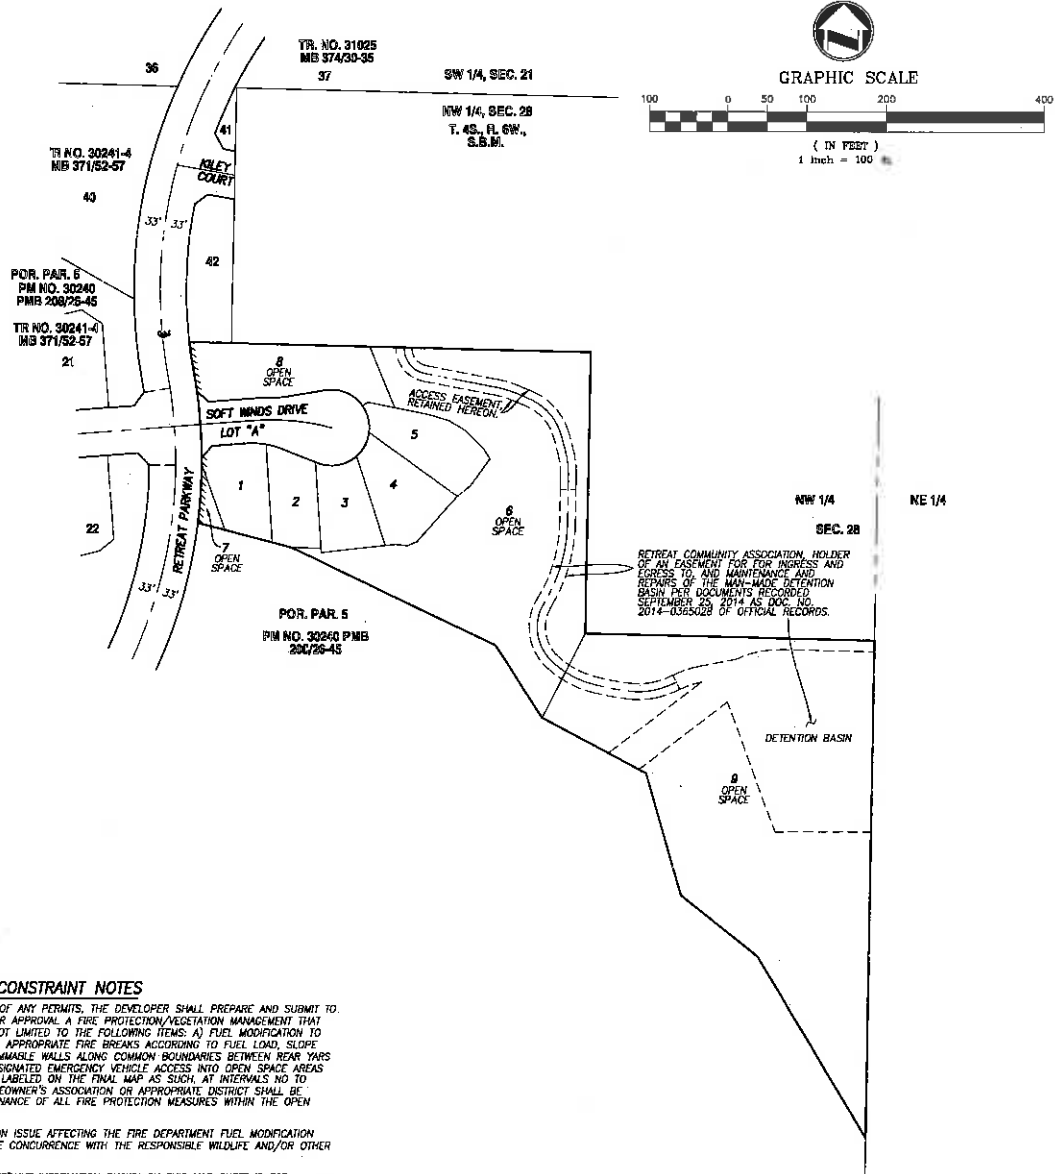 GRAPHIC SCALE
100 0 50 100 200 400
( IN FEET )
1 inch = 100
36
TR. NO. 31025
MB 374/30-35
37
SW 1/4, SEC. 21
NW 1/4, SEC. 28
T. 4S., R. 6W.,
S.B.M.
41
KILEY
COURT
TR NO. 30241-4
MB 371/52-57
40
33' 33'
42
POR. PAR. 5
PM NO. 30240
PMB 208/26-45
TR NO. 30241-4
MB 371/52-57
21
8
OPEN
SPACE
ACCESS EASEMENT
RETAINED HEREON.
SOFT WINDS DRIVE
LOT "A"
5
1
2
3
4
6
OPEN
SPACE
RETREAT PARKWAY
22
7
OPEN
SPACE
33' 33'
NW 1/4
NE 1/4
SEC. 28
RETREAT COMMUNITY ASSOCIATION, HOLDER
OF AN EASEMENT FOR FOR INGRESS AND
EGRESS TO, AND MAINTENANCE AND
REPAIRS OF THE MAN-MADE DETENTION
BASIN PER DOCUMENTS RECORDED
SEPTEMBER 25, 2014 AS DOC. NO.
2014-0365028 OF OFFICIAL RECORDS.
POR. PAR. 5
PM NO. 30240 PMB
206/26-45
DETENTION BASIN
9
OPEN
SPACE
CONSTRAINT NOTES
OF ANY PERMITS, THE DEVELOPER SHALL PREPARE AND SUBMIT TO
R APPROVAL A FIRE PROTECTION/VEGETATION MANAGEMENT THAT
OT LIMITED TO THE FOLLOWING ITEMS: A) FUEL MODIFICATION TO
APPROPRIATE FIRE BREAKS ACCORDING TO FUEL LOAD, SLOPE
MMABLE WALLS ALONG COMMON BOUNDARIES BETWEEN REAR YARS
SIGNATED EMERGENCY VEHICLE ACCESS INTO OPEN SPACE AREAS
LABELED ON THE FINAL MAP AS SUCH, AT INTERVALS NO TO
EOWNER'S ASSOCIATION OR APPROPRIATE DISTRICT SHALL BE
NANCE OF ALL FIRE PROTECTION MEASURES WITHIN THE OPEN
ON ISSUE AFFECTING THE FIRE DEPARTMENT FUEL MODIFICATION
E CONCURRENCE WITH THE RESPONSIBLE WILDLIFE AND/OR OTHER